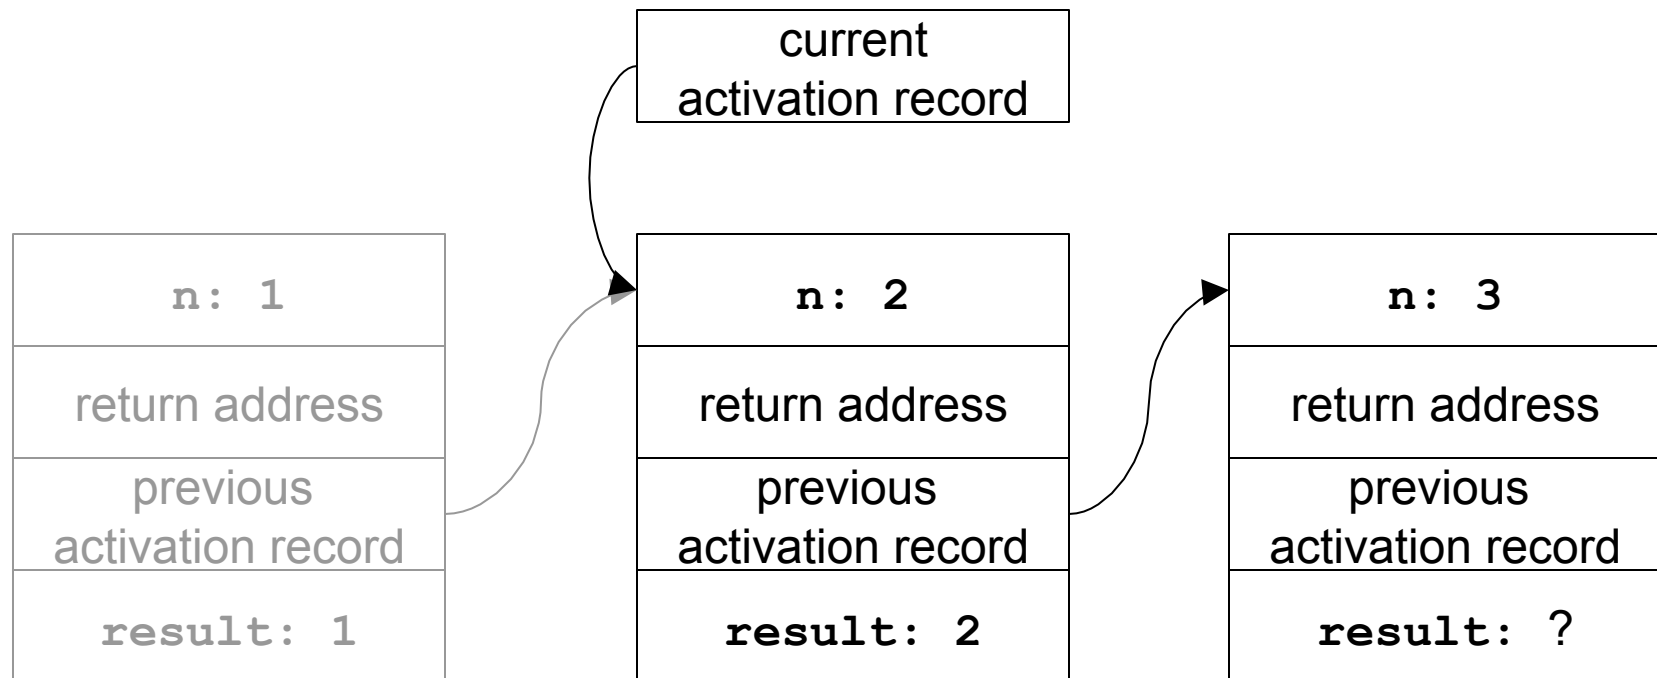 current
activation record
n: 1
return address
previous
activation record
result: 1
n: 2
return address
previous
activation record
result: 2
n: 3
return address
previous
activation record
result: ?